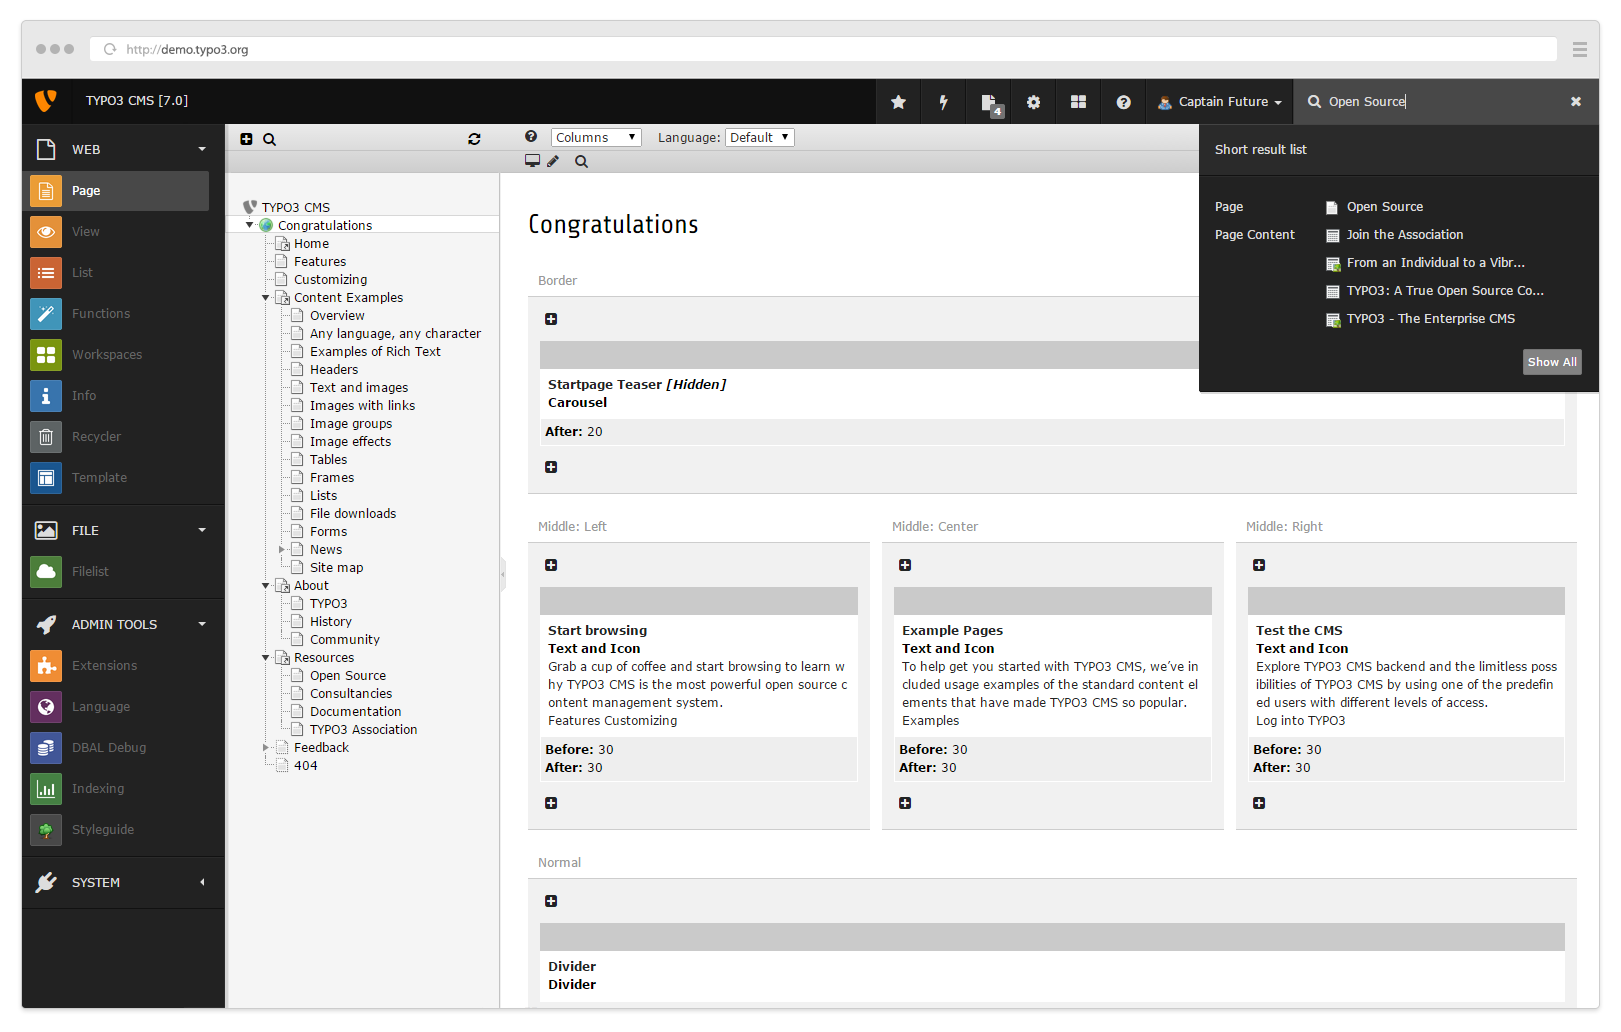 http://demo.typo3.org
TYPO3 CMS [7.0]
4
Captain Future
Open Source
WEB
Page
View
List
Functions
Workspaces
Info
Recycler
Template
FILE
Filelist
ADMIN TOOLS
Extensions
Language
DBAL Debug
Indexing
Styleguide
SYSTEM
TYPO3 CMS
Congratulations
Home
Features
Customizing
Content Examples
Overview
Any language, any character
Examples of Rich Text
Headers
Text and images
Images with links
Image groups
Image effects
Tables
Frames
Lists
File downloads
Forms
News
Site map
About
TYPO3
History
Community
Resources
Open Source
Consultancies
Documentation
TYPO3 Association
Feedback
404
Columns
Language: Default
Congratulations
Border
Startpage Teaser [Hidden]
Carousel
After: 20
Middle: Left
Start browsing
Text and Icon
Grab a cup of coffee and start browsing to learn w
hy TYPO3 CMS is the most powerful open source c
ontent management system.
Features Customizing
Before: 30
After: 30
Middle: Center
Example Pages
Text and Icon
To help get you started with TYPO3 CMS, we've in
cluded usage examples of the standard content el
ements that have made TYPO3 CMS so popular.
Examples
Before: 30
After: 30
Middle: Right
Test the CMS
Text and Icon
Explore TYPO3 CMS backend and the limitless poss
ibilities of TYPO3 CMS by using one of the predefin
ed users with different levels of access.
Log into TYPO3
Before: 30
After: 30
Normal
Divider
Divider
Short result list
Page
Open Source
Page Content
Join the Association
From an Individual to a Vibr...
TYPO3: A True Open Source Co...
TYPO3 - The Enterprise CMS
Show All